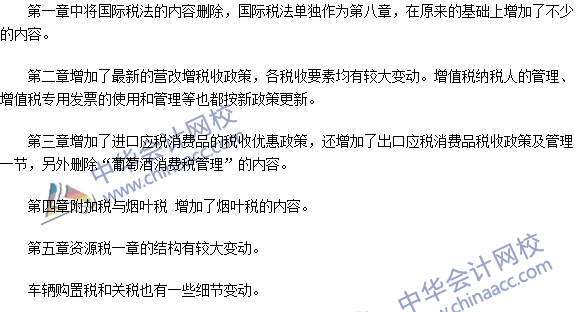 第一章中将国际税法的内容删除，国际税法单独作为第八章，在原来的基础上增加了不少
的内容。
第二章增加了最新的营改增税收政策，各税收要素均有较大变动。增值税纳税人的管理、
增值税专用发票的使用和管理等也都按新政策更新。
第三章增加了进口应税消费品的税收优惠政策，还增加了出口应税消费品税收政策及管理
一节，另外删除“葡萄酒消费税管理”的内容。
第四章附加税与烟叶税 增加了烟叶税的内容。
第五章资源税一章的结构有较大变动。
车辆购置税和关税也有一些细节变动。
中华会计网校
www.chinaacc.com
中华会计网校
www.chinaacc.com